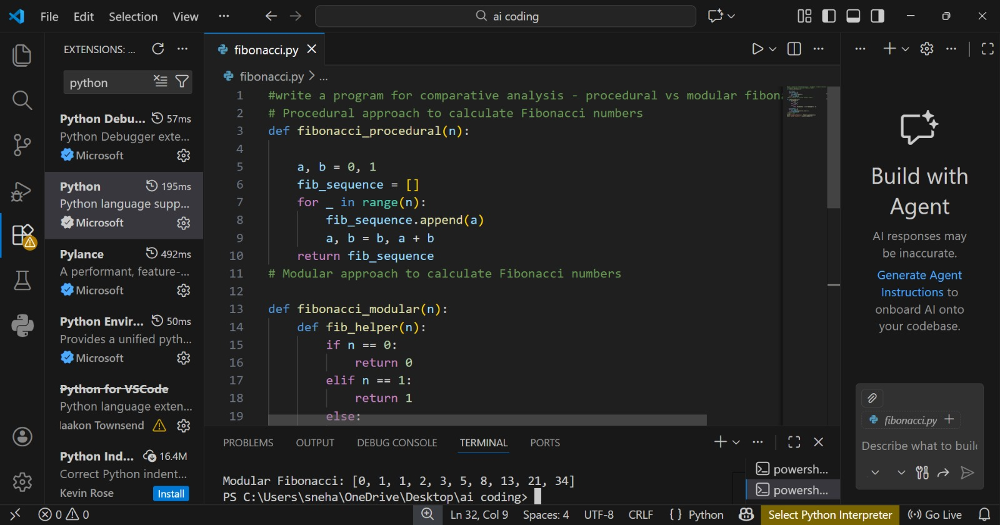 File Edit Selection View ... ai coding
EXTENSIONS: ...
python
Python Debu... 57ms
Python Debugger exte...
Microsoft
Python 195ms
Python language supp...
Microsoft
Pylance 492ms
A performant, feature-...
Microsoft
Python Envir... 50ms
Provides a unified pyth...
Microsoft
Python for VSCode
Python language exten...
laakon Townsend
Python Ind... 16.4M
Correct Python indent...
Kevin Rose Install
fibonacci.py
fibonacci.py > ...
1 #write a program for comparative analysis - procedural vs modular fibon
2 # Procedural approach to calculate Fibonacci numbers
3 def fibonacci_procedural(n):
4
5 a, b = 0, 1
6 fib_sequence = []
7 for _ in range(n):
8 fib_sequence.append(a)
9 a, b = b, a + b
10 return fib_sequence
11 # Modular approach to calculate Fibonacci numbers
12
13 def fibonacci_modular(n):
14 def fib_helper(n):
15 if n == 0:
16 return 0
17 elif n == 1:
18 return 1
19 else:
PROBLEMS OUTPUT DEBUG CONSOLE TERMINAL PORTS
Modular Fibonacci: [0, 1, 1, 2, 3, 5, 8, 13, 21, 34]
PS C:\Users\sneha\OneDrive\Desktop\ai coding>
powersh...
powersh...
Build with
Agent
AI responses may
be inaccurate.
Generate Agent
Instructions to
onboard AI onto
your codebase.
fibonacci.py +
Describe what to buil
0 0 Ln 32, Col 9 Spaces: 4 UTF-8 CRLF {} Python Select Python Interpreter Go Live